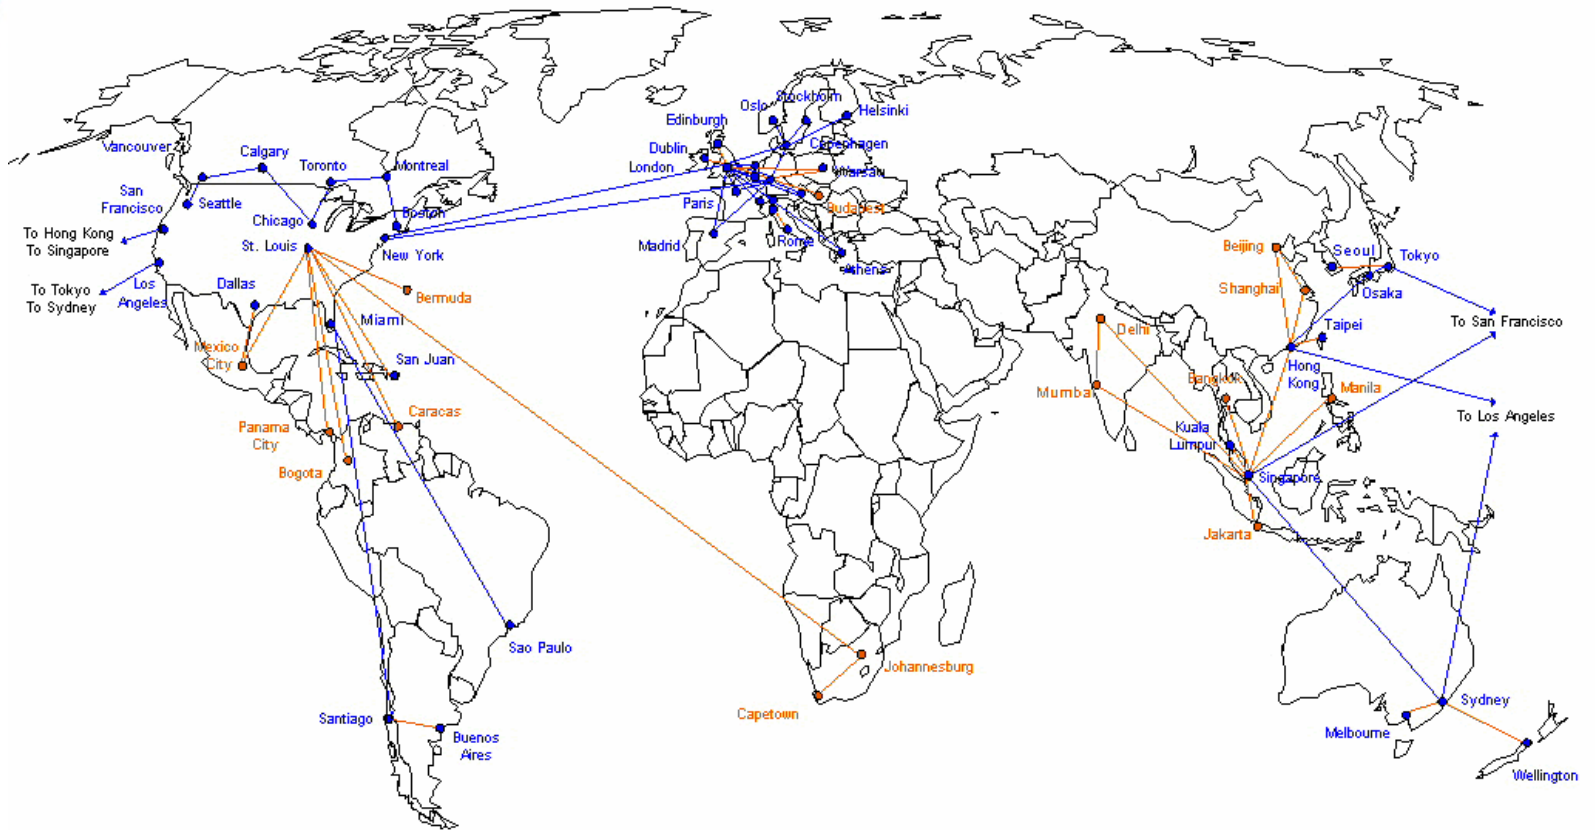 Stockholm
Oslo
Helsinki
Edinburgh
Vancouver
Calgary
Dublin
Copenhagen
Toronto
Montreal
London
Warsaw
San
Francisco
Seattle
Paris
Budapest
Chicago
Boston
To Hong Kong
To Singapore
St. Louis
New York
Madrid
Rome
Beijing
Seoul
Tokyo
Athens
To Tokyo
To Sydney
Los
Angeles
Dallas
Bermuda
Shanghai
Osaka
Miami
Delhi
Taipei
To San Francisco
Mexico
City
San Juan
Hong
Kong
Bangkok
Mumbai
Manila
Caracas
To Los Angeles
Panama
City
Kuala
Lumpur
Bogota
Singapore
Jakarta
Sao Paulo
Johannesburg
Capetown
Sydney
Santiago
Buenos
Aires
Melbourne
Wellington